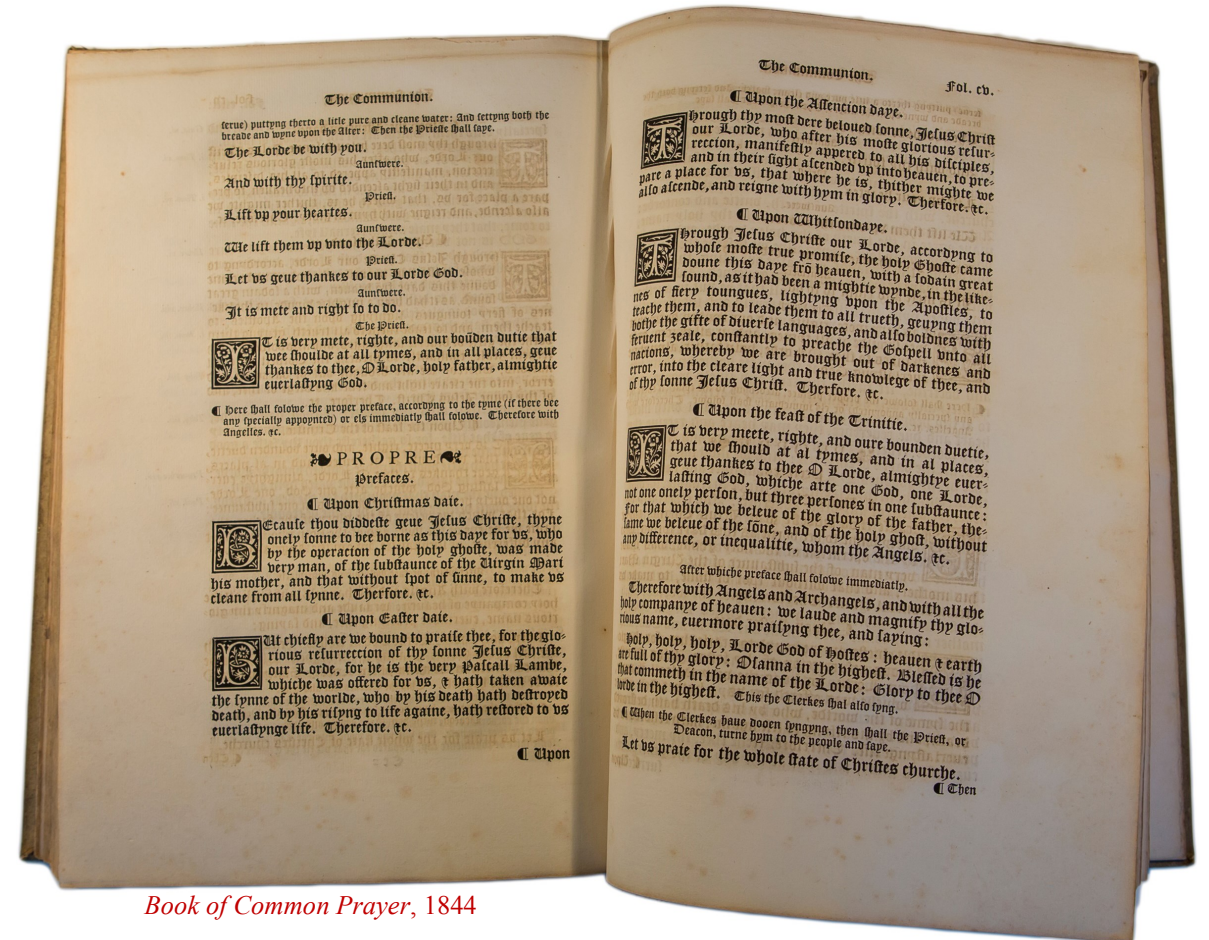 The Communion.
serue) puttyng therto a litle pure and cleane water: And settyng both the
breade and wyne upon the Alter: Then the Prieste shall saye.
The Lorde be with you.
Aunswere.
And with thy spirite.
Priest.
Lift vp your heartes.
Aunswere.
We lift them vp vnto the Lorde.
Priest.
Let vs geue thankes to our Lorde God.
Aunswere.
It is mete and right so to do.
The Priest.
IT is very mete, righte, and our boūden dutie that
wee shoulde at all tymes, and in all places, geue
thankes to thee, O Lorde, holy father, almightie
euerlastyng God.
¶ Here shall folowe the proper preface, accordyng to the tyme (if there bee
any specially appoynted) or els immediatly shall folowe. Therefore with
Angelles. &c.
PROPRE
Prefaces.
¶ Upon Christmas daie.
BEcause thou diddeste geue Jesus Christe, thyne
onely sonne to bee borne as this daye for vs, who
by the operacion of the holy ghoste, was made
very man, of the substaunce of the Uirgin Mari
his mother, and that without spot of sinne, to make vs
cleane from all synne. Therfore. &c.
¶ Upon Easter daie.
BUt chiefly are we bound to praise thee, for the glo-
rious resurreccion of thy sonne Jesus Christe,
our Lorde, for he is the very Pascall Lambe,
whiche was offered for vs, & hath taken awaie
the synne of the worlde, who by his death hath destroyed
death, and by his risyng to life againe, hath restored to vs
euerlastynge life. Therefore. &c.
¶ Upon
The Communion.
Fol. cv.
¶ Upon the Assencion daye.
THrough thy most dere beloued sonne, Jesus Christ
our Lorde, who after his moste glorious resur-
reccion, manifestly appered to all his disciples,
and in their sight ascended vp into heauen, to pre-
pare a place for vs, that where he is, thither mighte we
also ascende, and reigne with hym in glory. Therfore. &c.
¶ Upon Whitsondaye.
THrough Jesus Christe our Lorde, accordyng to
whose moste true promise, the holy Ghoste came
doune this daye frō heauen, with a sodain great
sound, as it had been a mightie wynde, in the like-
nes of fiery toungues, lightyng vpon the Apostles, to
teache them, and to leade them to all trueth, geuyng them
bothe the gifte of diuerse languages, and also boldnes with
feruent zeale, constantly to preache the Gospell vnto all
nacions, whereby we are brought out of darkenes and
error, into the cleare light and true knowlege of thee, and
of thy sonne Jesus Christ. Therfore. &c.
¶ Upon the feast of the Trinitie.
IT is very meete, righte, and oure bounden duetie,
that we should at al tymes, and in al places,
geue thankes to thee O Lorde, almightye euer-
lasting God, whiche arte one God, one Lorde,
not one onely person, but three persones in one substaunce:
For that which we beleue of the glory of the father, the-
same we beleue of the sōne, and of the holy ghost, without
any difference, or inequalitie, whom the Angels. &c.
After whiche preface shall folowe immediatly.
Therefore with Angels and Archangels, and with all the
holy companye of heauen: we laude and magnify thy glo-
rious name, euermore praisyng thee, and saying:
Holy, holy, holy, Lorde God of Hostes: heauen & earth
are full of thy glory: Osanna in the highest. Blessed is he
that commeth in the name of the Lorde: Glory to thee O
lorde in the highest. This the Clerkes shal also syng.
¶ When the Clerkes haue dooen syngyng, then shall the Priest, or
Deacon, turne hym to the people and saye.
Let vs praie for the whole state of Christes churche.
¶ Then
Book of Common Prayer, 1844